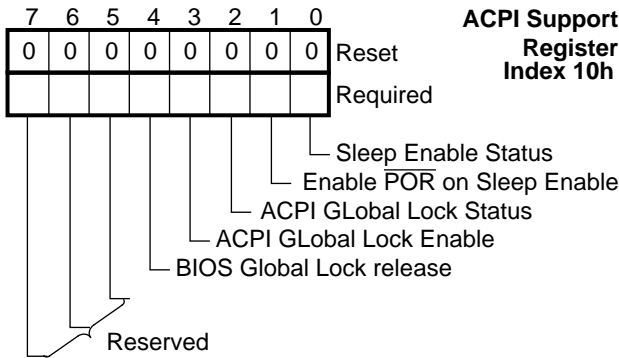 7 6 5 4 3 2 1 0
ACPI Support
Register
Index 10h
0 0 0 0 0 0 0 0 Reset
Required
Sleep Enable Status
Enable P̅O̅R̅ on Sleep Enable
ACPI GLobal Lock Status
ACPI GLobal Lock Enable
BIOS Global Lock release
Reserved